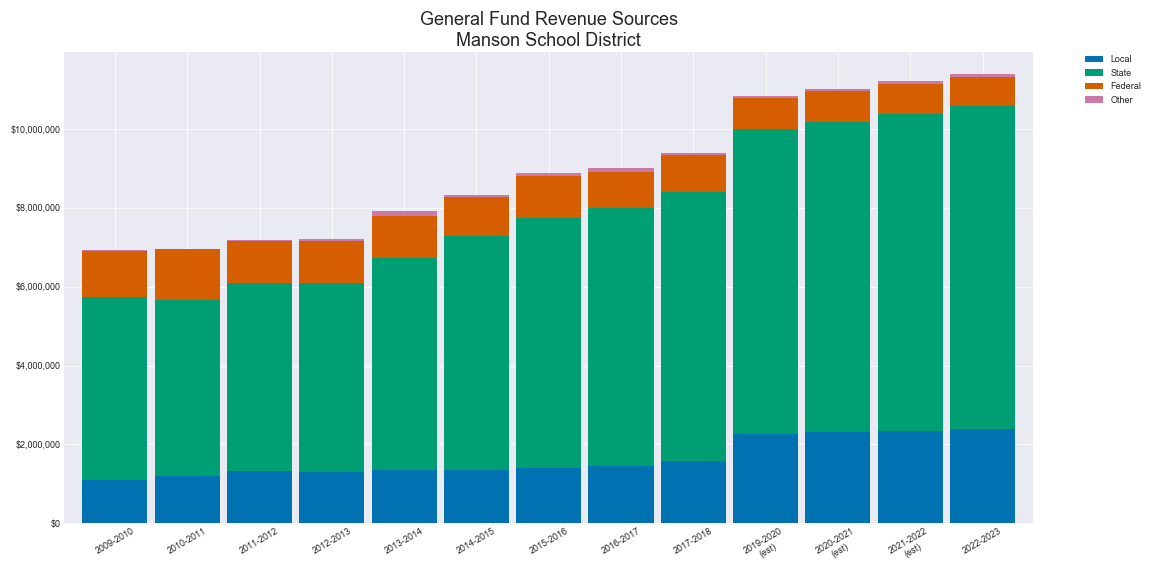 General Fund Revenue Sources
Manson School District
Local
State
Federal
Other
$10,000,000
$8,000,000
$6,000,000
$4,000,000
$2,000,000
$0
2009-2010
2010-2011
2011-2012
2012-2013
2013-2014
2014-2015
2015-2016
2016-2017
2017-2018
2019-2020
(est)
2020-2021
(est)
2021-2022
(est)
2022-2023